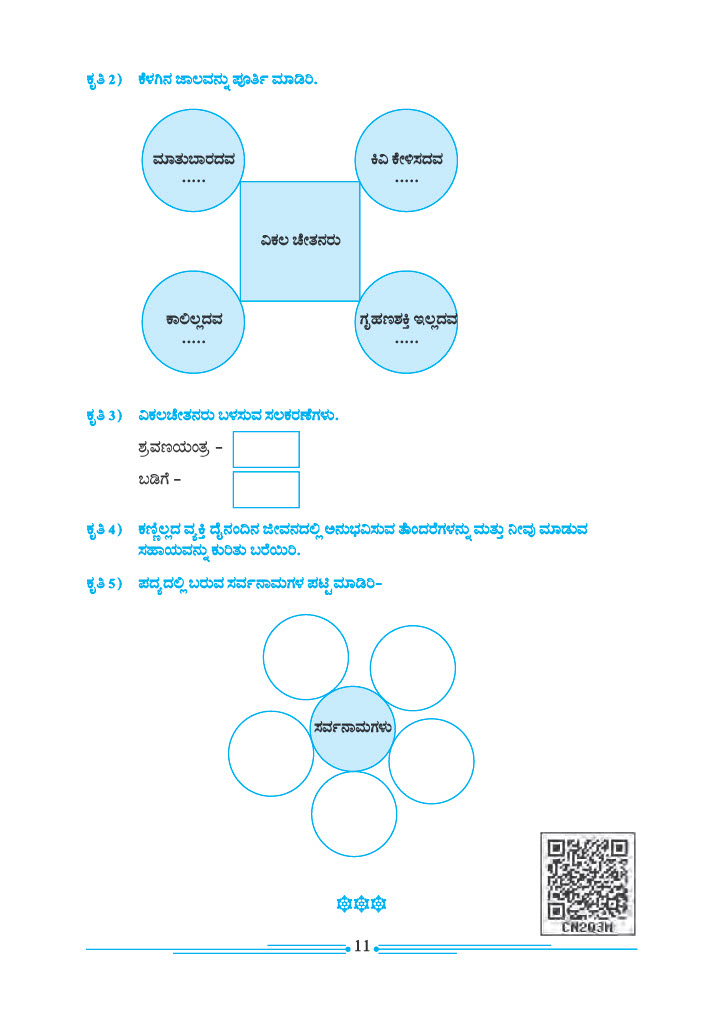 ಕೃತಿ 2) ಕೆಳಗಿನ ಜಾಲವನ್ನು ಪೂರ್ತಿ ಮಾಡಿರಿ.
ಮಾತುಬಾರದವ
.....
ಕಿವಿ ಕೇಳಿಸದವ
.....
ವಿಕಲ ಚೇತನರು
ಕಾಲಿಲ್ಲದವ
.....
ಗೃಹಣಶಕ್ತಿ ಇಲ್ಲದವ
.....
ಕೃತಿ 3) ವಿಕಲಚೇತನರು ಬಳಸುವ ಸಲಕರಣೆಗಳು.
ಶ್ರವಣಯಂತ್ರ –
ಬಡಿಗೆ –
ಕೃತಿ 4) ಕಣ್ಣಿಲ್ಲದ ವ್ಯಕ್ತಿ ದೈನಂದಿನ ಜೀವನದಲ್ಲಿ ಅನುಭವಿಸುವ ತೊಂದರೆಗಳನ್ನು ಮತ್ತು ನೀವು ಮಾಡುವ
ಸಹಾಯವನ್ನು ಕುರಿತು ಬರೆಯಿರಿ.
ಕೃತಿ 5) ಪದ್ಯದಲ್ಲಿ ಬರುವ ಸರ್ವನಾಮಗಳ ಪಟ್ಟಿ ಮಾಡಿರಿ–
ಸರ್ವನಾಮಗಳು
CN2Q3H
11